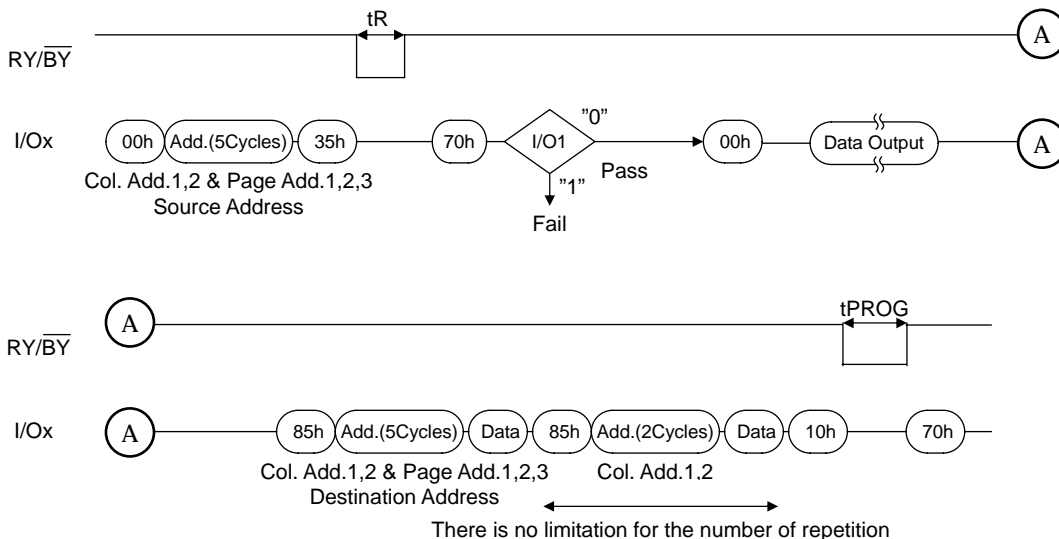 tR
RY/BY
A
I/Ox
00h Add.(5Cycles) 35h 70h I/O1 "0" 00h Data Output A
Pass
"1"
Col. Add.1,2 & Page Add.1,2,3
Source Address
Fail
A
tPROG
RY/BY
I/Ox
A 85h Add.(5Cycles) Data 85h Add.(2Cycles) Data 10h 70h
Col. Add.1,2 & Page Add.1,2,3 Col. Add.1,2
Destination Address
There is no limitation for the number of repetition